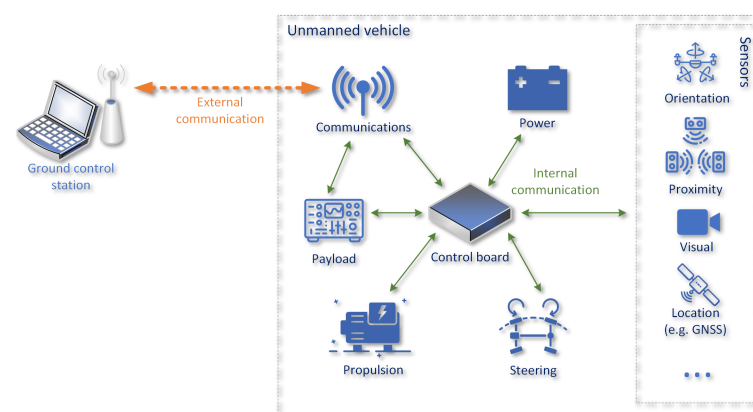 Unmanned vehicle
Sensors
External
communication
Ground control
station
Communications
Power
Internal
communication
Payload
Control board
Propulsion
Steering
Orientation
Proximity
Visual
Location
(e.g. GNSS)
...